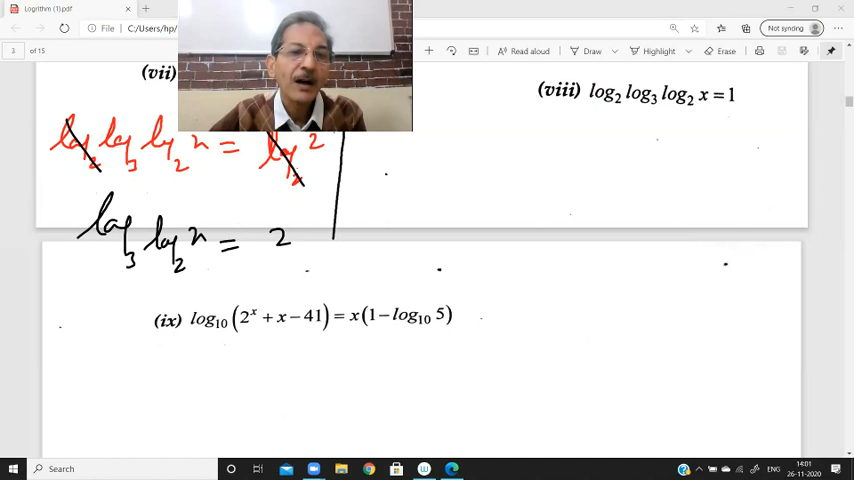 Logrithm (1).pdf
File
C:/Users/hp/
Not syncing
3
of 15
Read aloud
Draw
Highlight
Erase
(vii)
(viii) log₂ log₃ log₂ x = 1
log₂ log₃ log₂ x = log₂ 2
log₃ log₂ x = 2
(ix) log₁₀ (2ˣ + x − 41) = x(1 − log₁₀ 5)
Search
ENG
14:01
26-11-2020